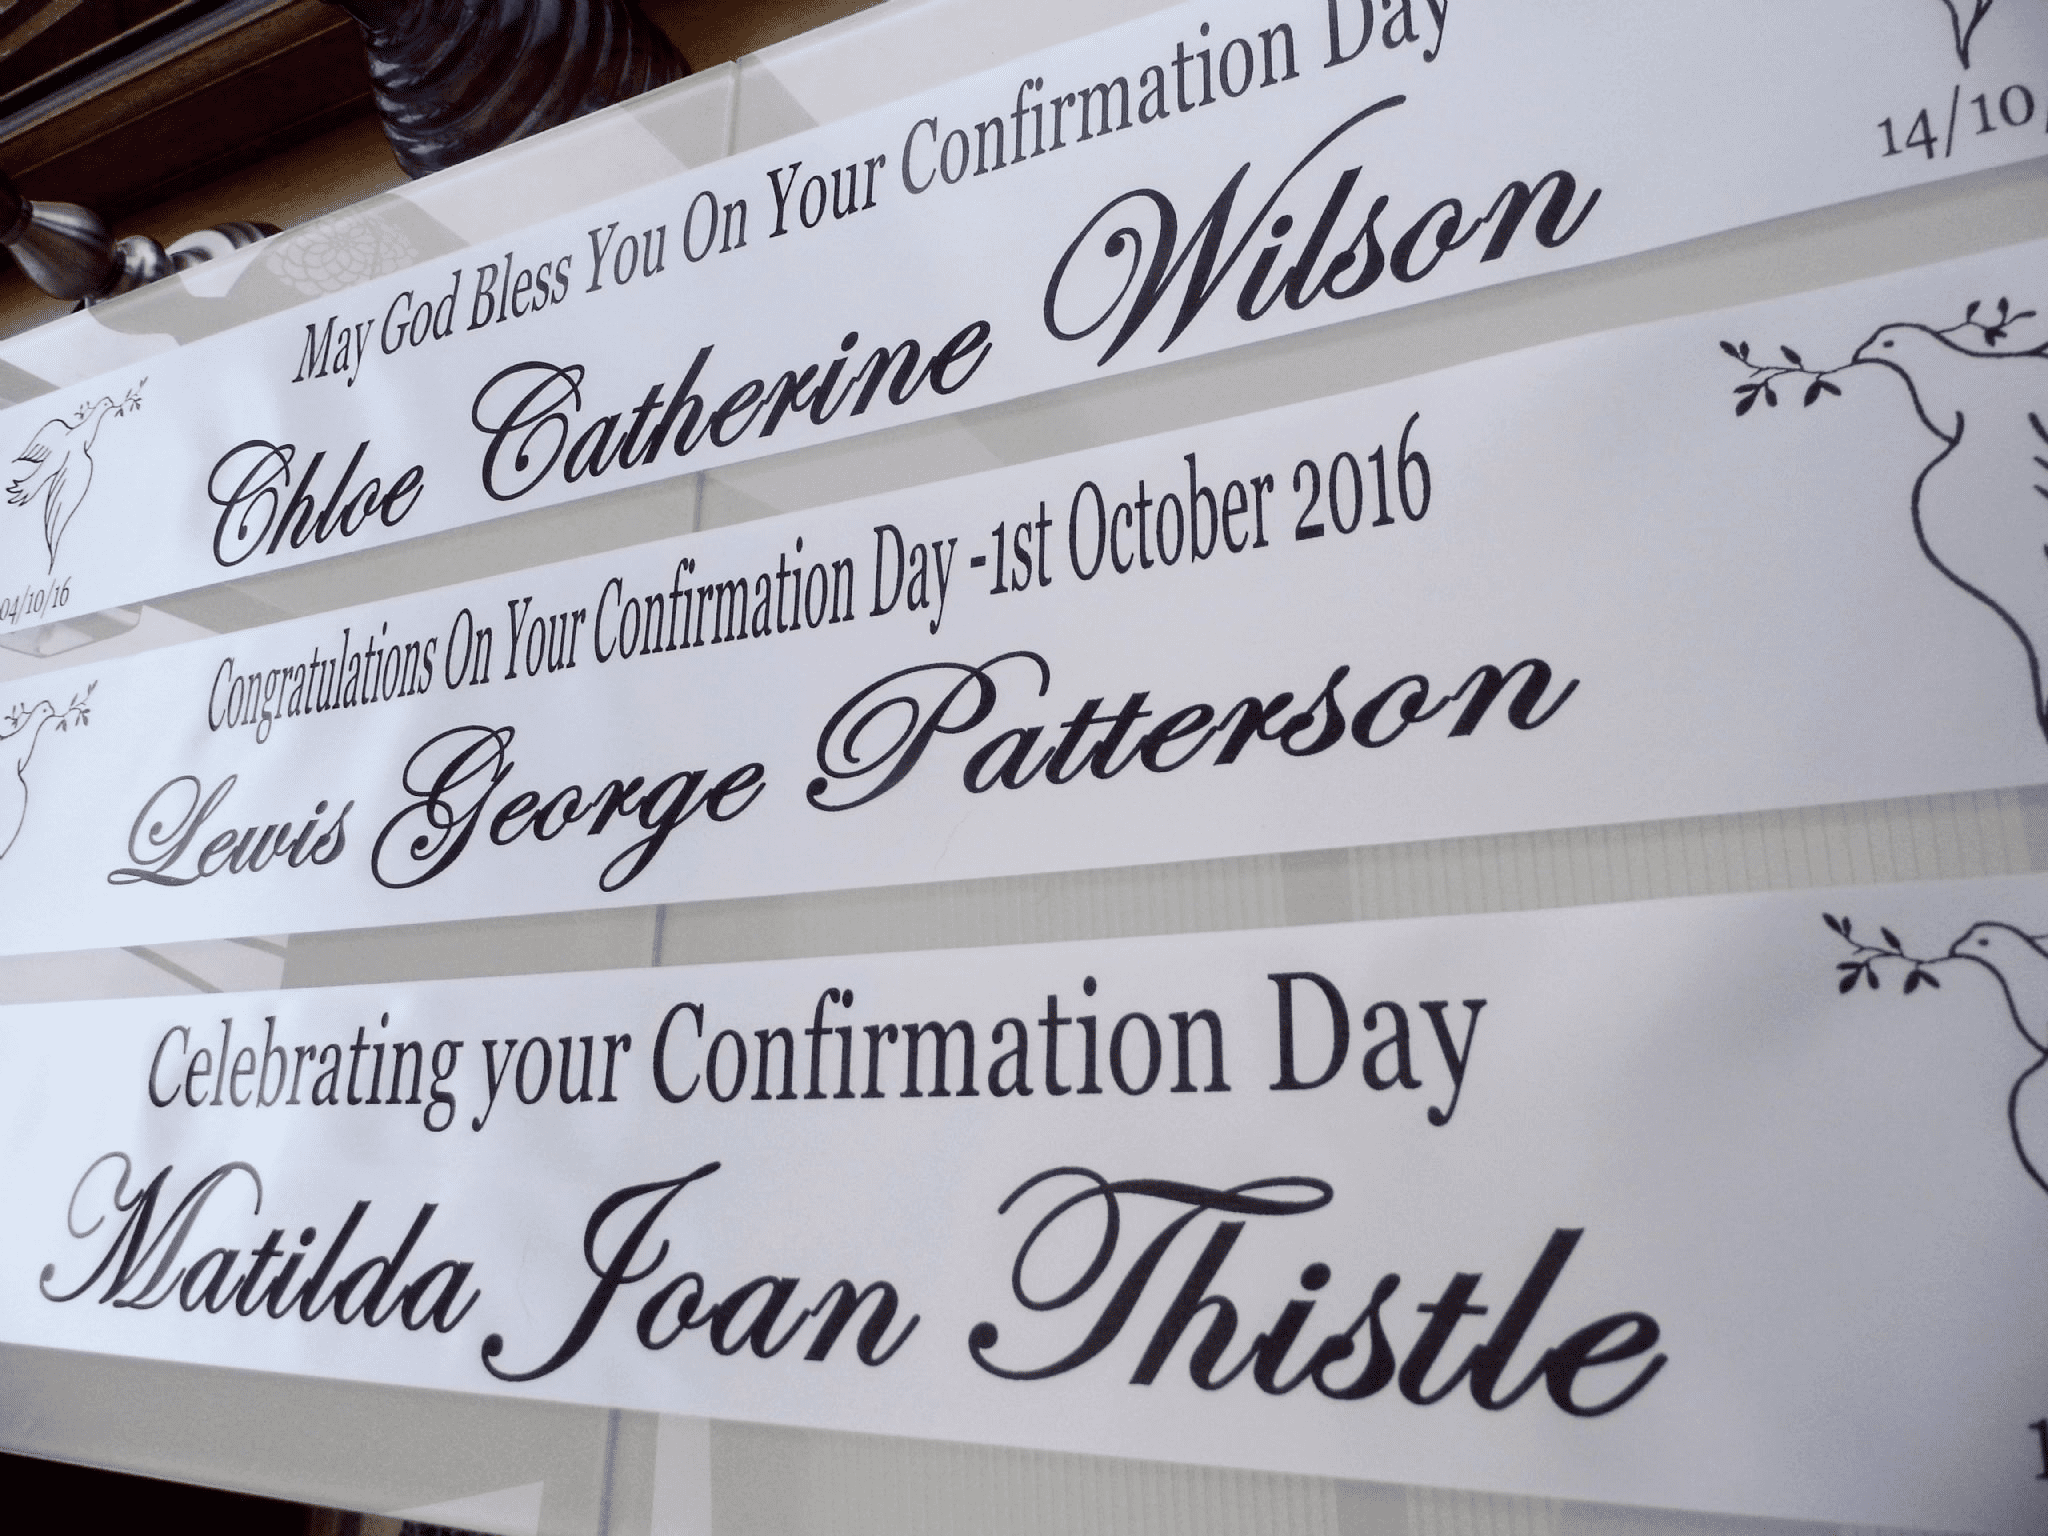 May God Bless You On Your Confirmation Day
Chloe Catherine Wilson
04/10/16
14/10
Congratulations On Your Confirmation Day -1st October 2016
Lewis George Patterson
Celebrating your Confirmation Day
Matilda Joan Thistle